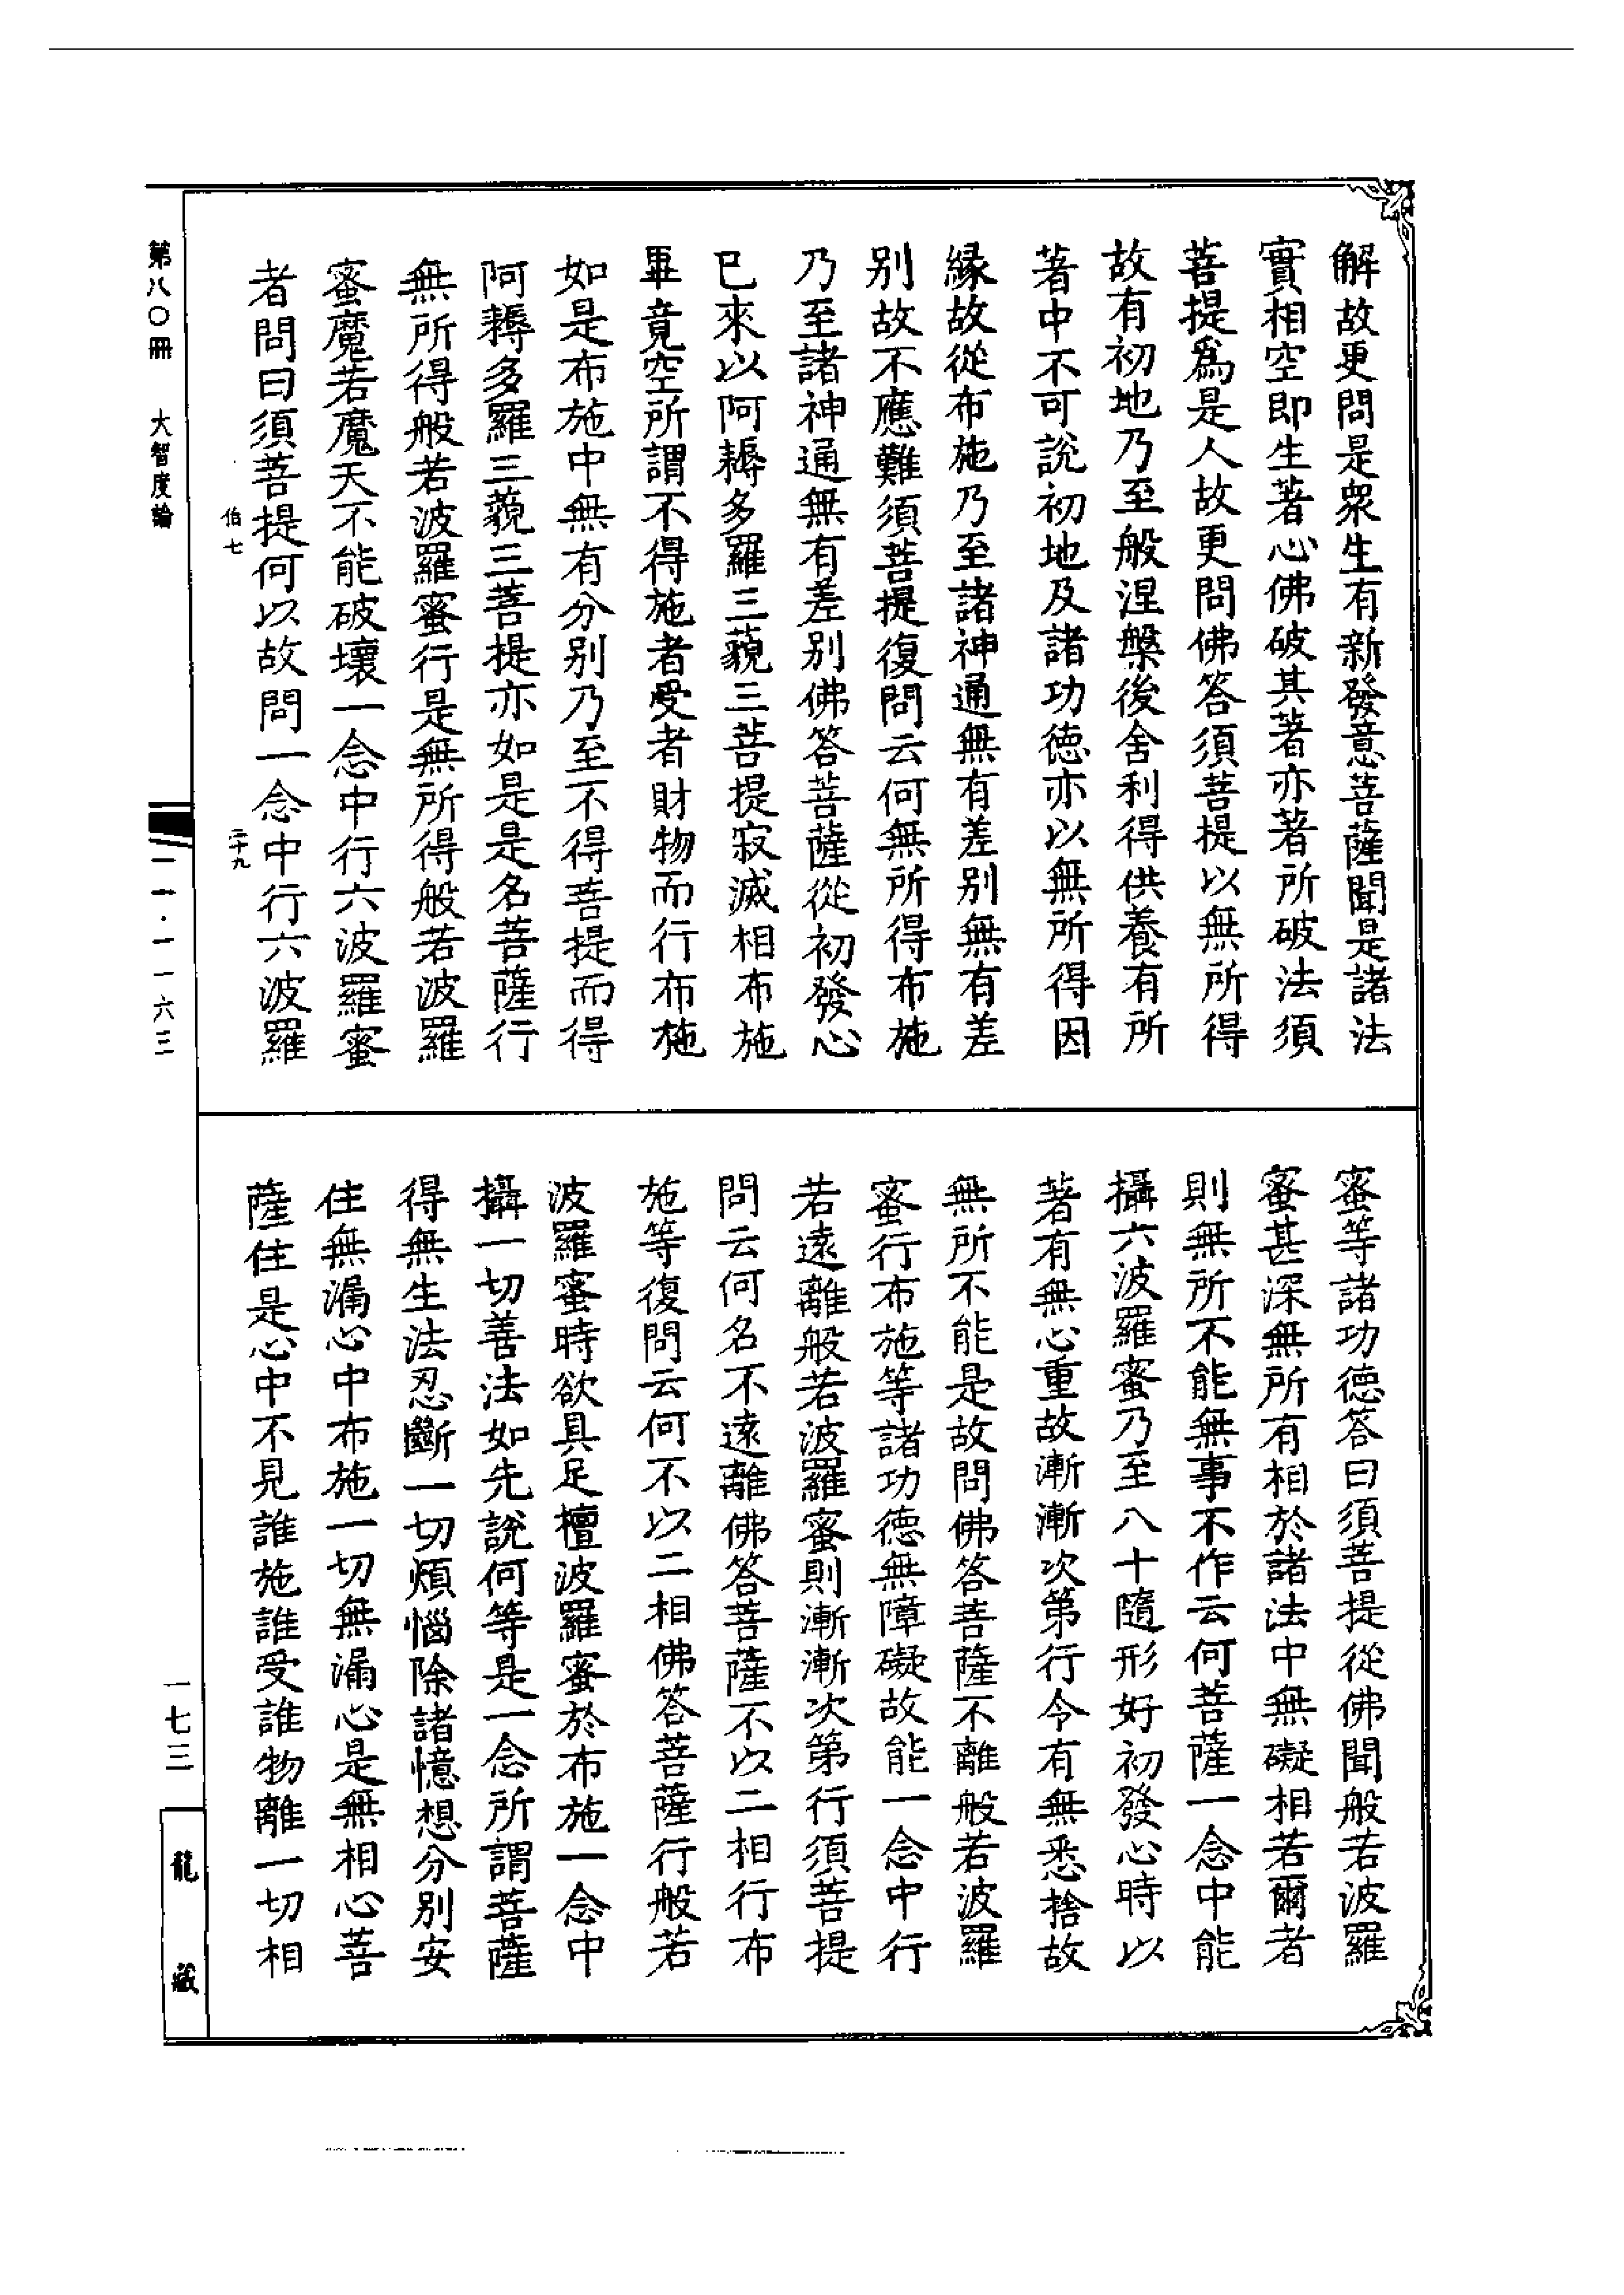 解故更問是衆生有新發意菩薩聞是諸法
實相空即生著心佛破其著亦著所破法須
菩提爲是人故更問佛答須菩提以無所得
故有初地乃至般涅槃後舍利得供養有所
著中不可說初地及諸功德亦以無所得因
緣故從布施乃至諸神通無有差別無有差
別故不應難須菩提復問云何無所得布施
乃至諸神通無有差別佛答菩薩從初發心
已來以阿耨多羅三藐三菩提寂滅相布施
畢竟空所謂不得施者受者財物而行布施
如是布施中無有分別乃至不得菩提而得
阿耨多羅三藐三菩提亦如是是名菩薩行
無所得般若波羅蜜行是無所得般若波羅
蜜魔若魔天不能破壞一念中行六波羅蜜
者問曰須菩提何以故問一念中行六波羅
伯七
二十九
蜜等諸功德答曰須菩提從佛聞般若波羅
蜜甚深無所有相於諸法中無礙相若爾者
則無所不能無事不作云何菩薩一念中能
攝六波羅蜜乃至八十隨形好初發心時以
著有無心重故漸漸次第行今有無悉捨故
無所不能是故問佛答菩薩不離般若波羅
蜜行布施等諸功德無障礙故能一念中行
若遠離般若波羅蜜則漸漸次第行須菩提
問云何名不遠離佛答菩薩不以二相行布
施等復問云何不以二相佛答菩薩行般若
波羅蜜時欲具足檀波羅蜜於布施一念中
攝一切善法如先說何等是一念所謂菩薩
得無生法忍斷一切煩惱除諸憶想分別安
住無漏心中布施一切無漏心是無相心菩
薩住是心中不見誰施誰受誰物離一切相
第八〇冊　大智度論
一一·一一六三
一七三
龍藏